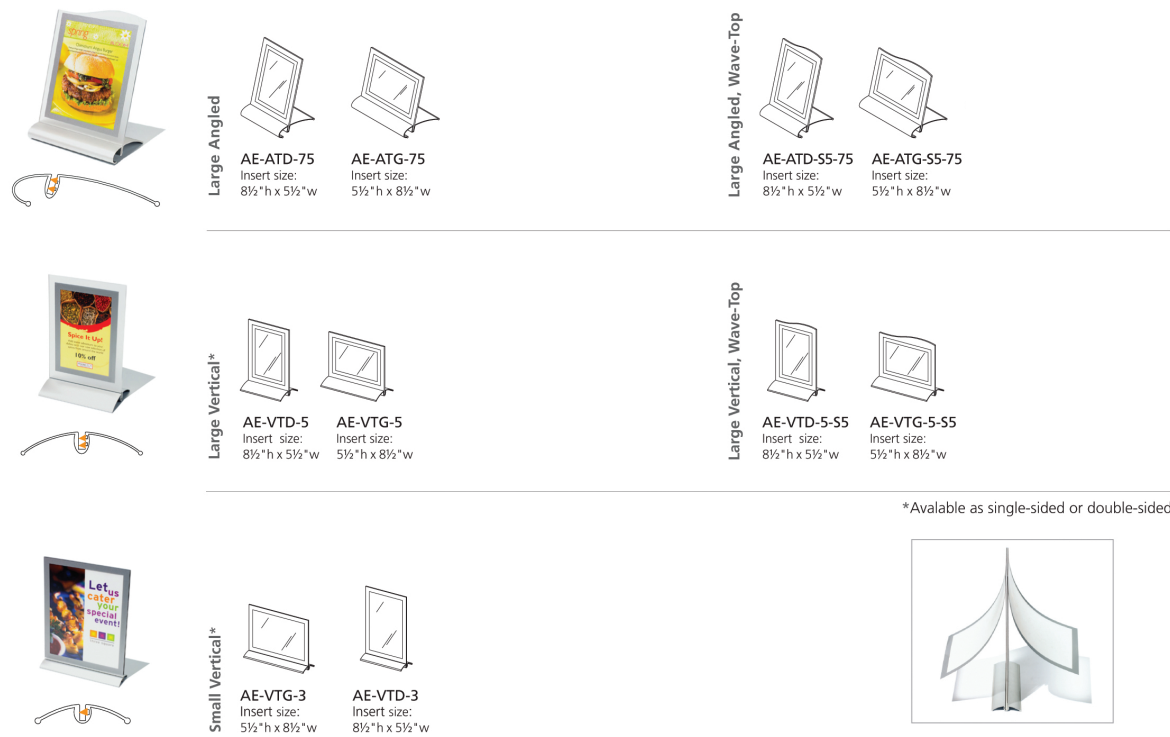 spring
Large Angled
AE-ATD-75
Insert size:
8½"h x 5½"w
AE-ATG-75
Insert size:
5½"h x 8½"w
Large Angled, Wave-Top
AE-ATD-S5-75
Insert size:
8½"h x 5½"w
AE-ATG-S5-75
Insert size:
5½"h x 8½"w
Spice It Up!
10% off
Large Vertical*
AE-VTD-5
Insert size:
8½"h x 5½"w
AE-VTG-5
Insert size:
5½"h x 8½"w
Large Vertical, Wave-Top
AE-VTD-5-S5
Insert size:
8½"h x 5½"w
AE-VTG-5-S5
Insert size:
5½"h x 8½"w
*Avalable as single-sided or double-sided
Let us
cater
your
special
event!
Small Vertical*
AE-VTG-3
Insert size:
5½"h x 8½"w
AE-VTD-3
Insert size:
8½"h x 5½"w